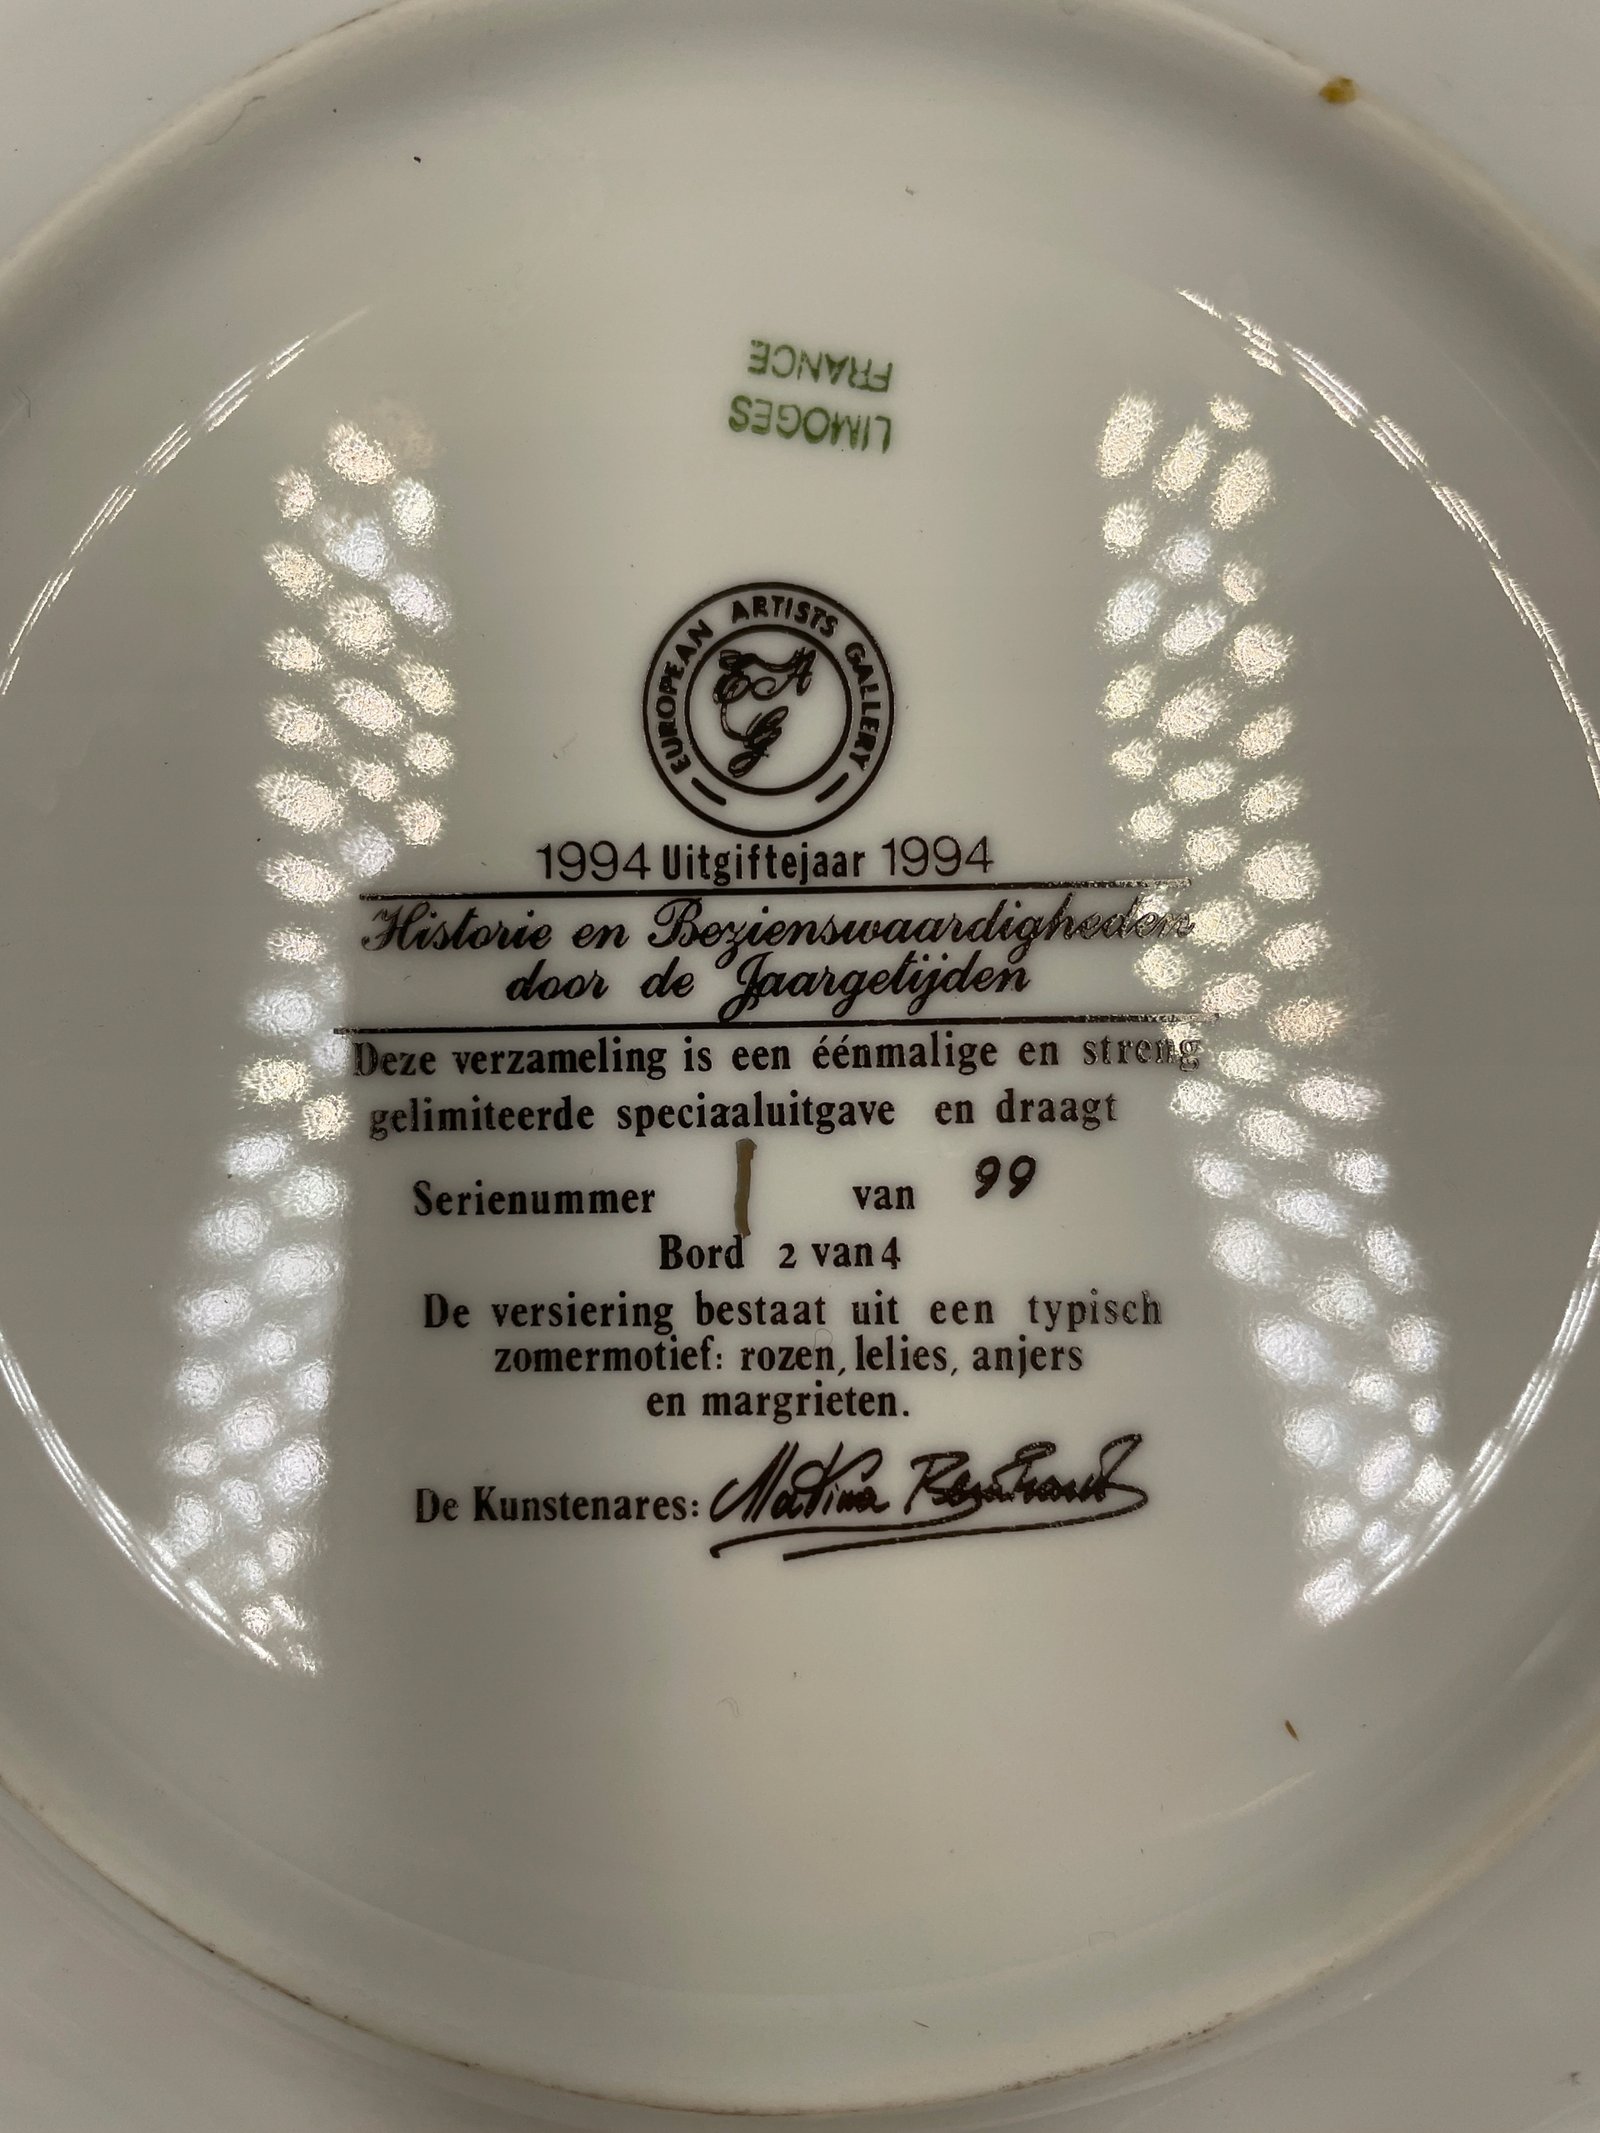 LIMOGES
FRANCE
EUROPEAN ARTISTS GALLERY
EAG
1994 Uitgiftejaar 1994
Historie en Bezienswaardigheden
door de Jaargetijden
Deze verzameling is een éénmalige en streng
gelimiteerde speciaaluitgave en draagt
Serienummer 1 van 99
Bord 2 van 4
De versiering bestaat uit een typisch
zomermotief: rozen, lelies, anjers
en margrieten.
De Kunstenares: